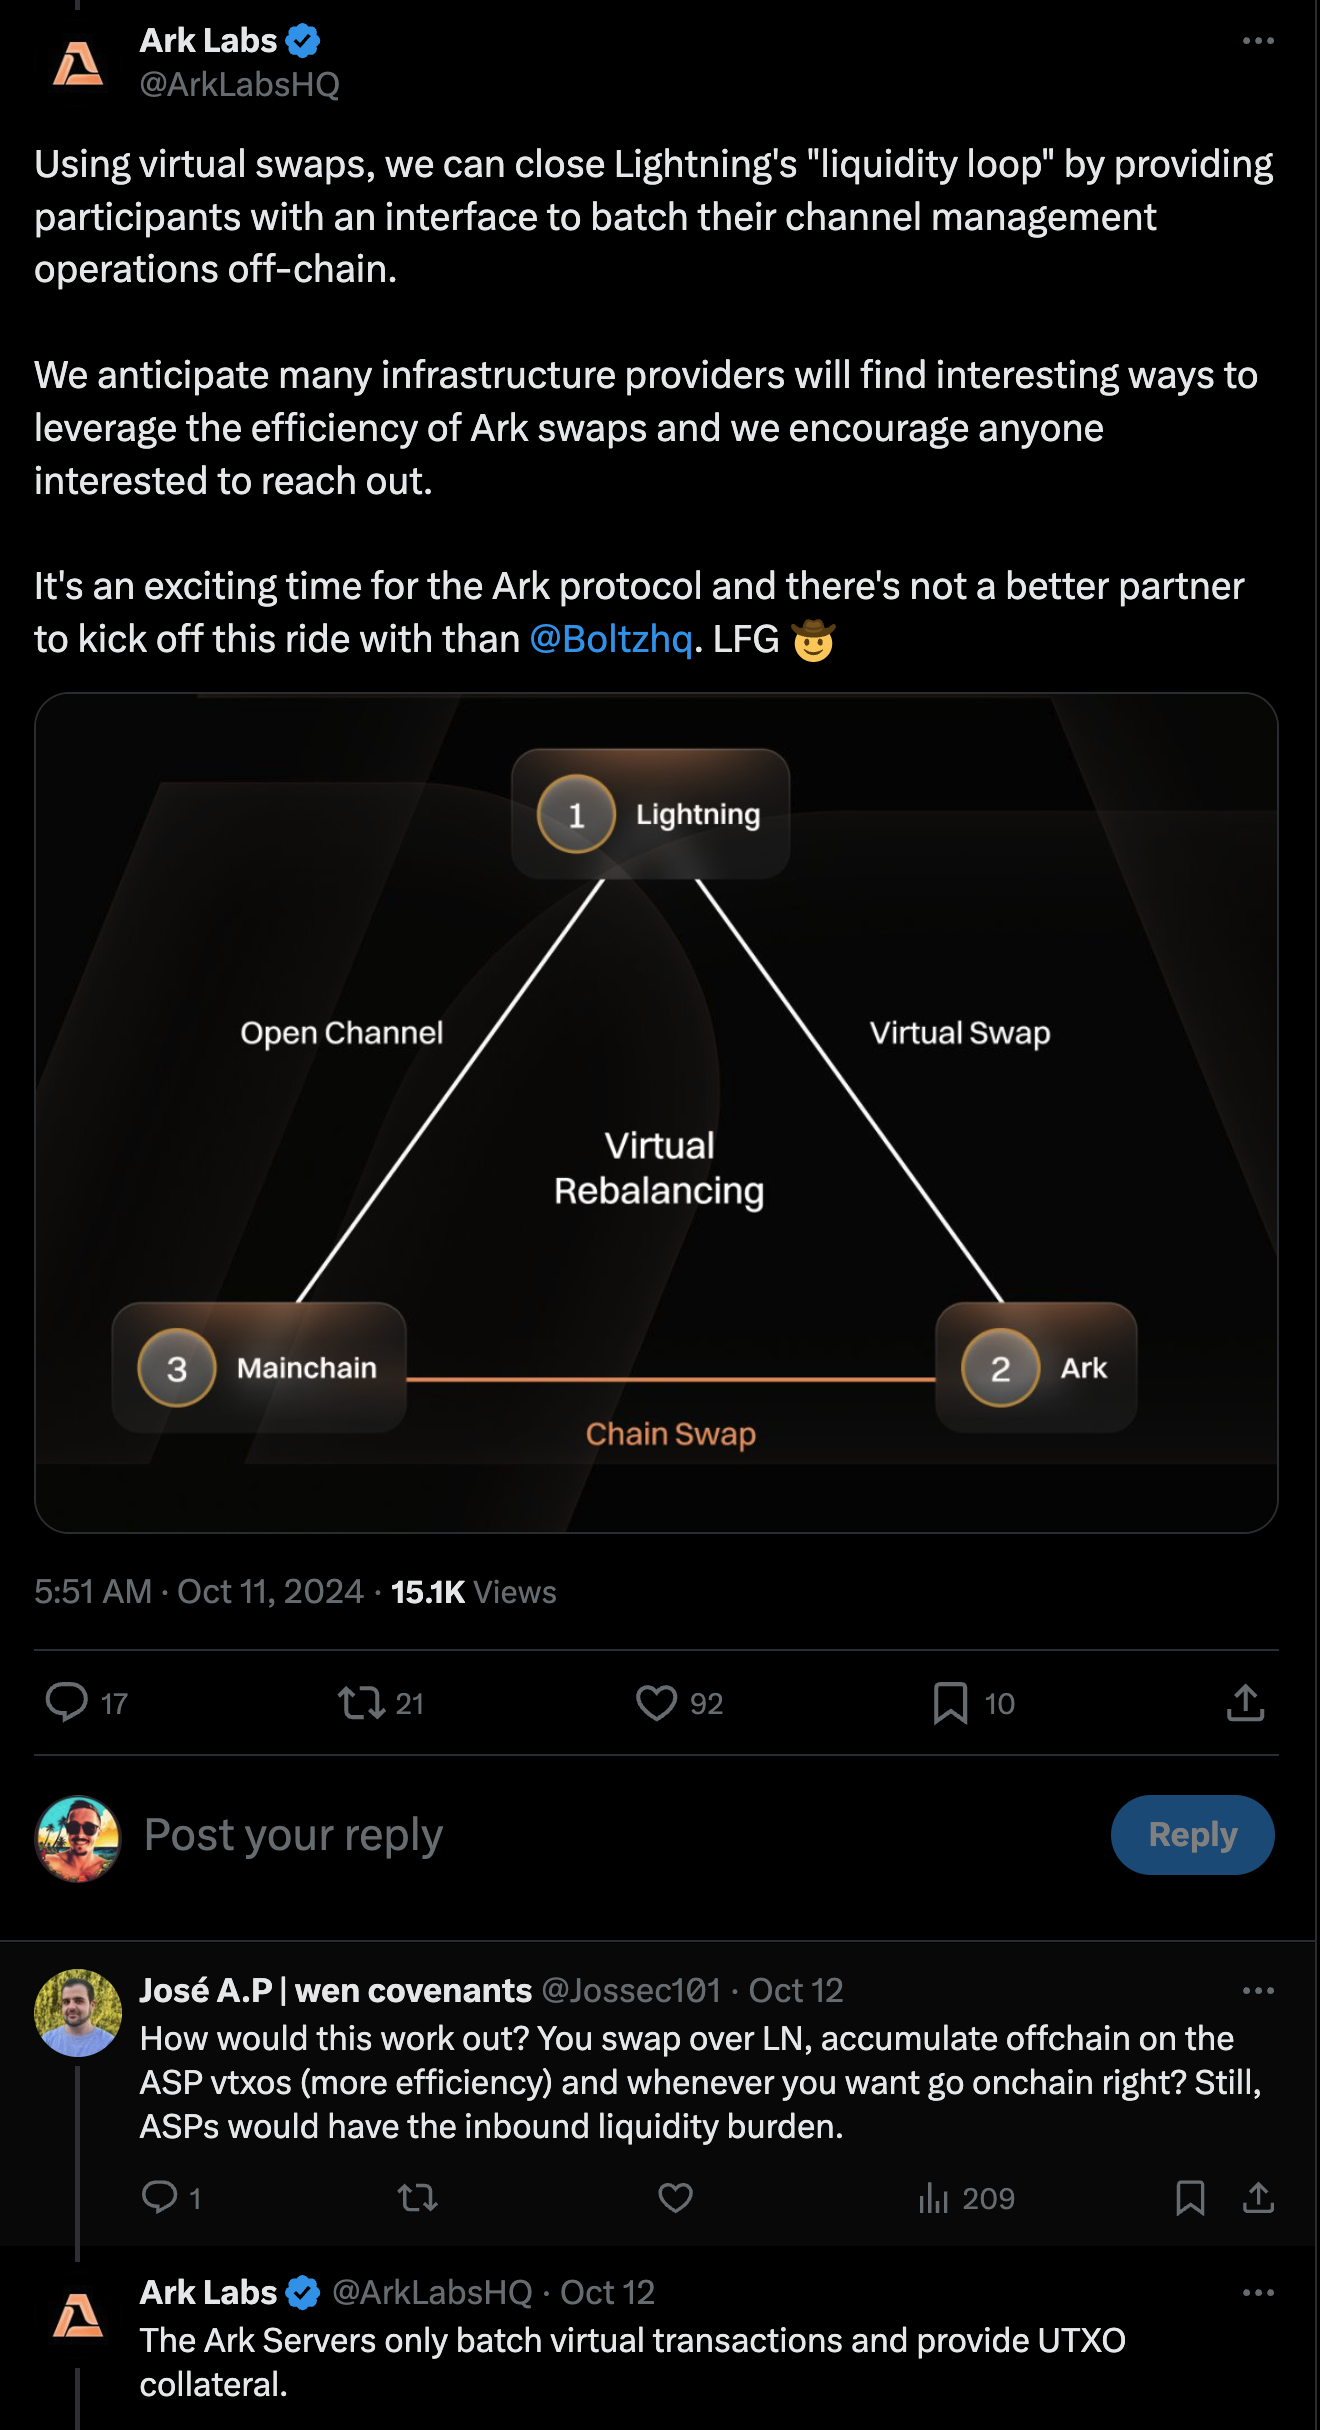 Ark Labs
@ArkLabsHQ
Using virtual swaps, we can close Lightning's "liquidity loop" by providing
participants with an interface to batch their channel management
operations off-chain.
We anticipate many infrastructure providers will find interesting ways to
leverage the efficiency of Ark swaps and we encourage anyone
interested to reach out.
It's an exciting time for the Ark protocol and there's not a better partner
to kick off this ride with than @Boltzhq. LFG 🤠
1 Lightning
Open Channel
Virtual Swap
Virtual
Rebalancing
3 Mainchain
2 Ark
Chain Swap
5:51 AM · Oct 11, 2024 · 15.1K Views
17 21 92 10
Post your reply
Reply
José A.P | wen covenants @Jossec101 · Oct 12
How would this work out? You swap over LN, accumulate offchain on the
ASP vtxos (more efficiency) and whenever you want go onchain right? Still,
ASPs would have the inbound liquidity burden.
1 209
Ark Labs @ArkLabsHQ · Oct 12
The Ark Servers only batch virtual transactions and provide UTXO
collateral.